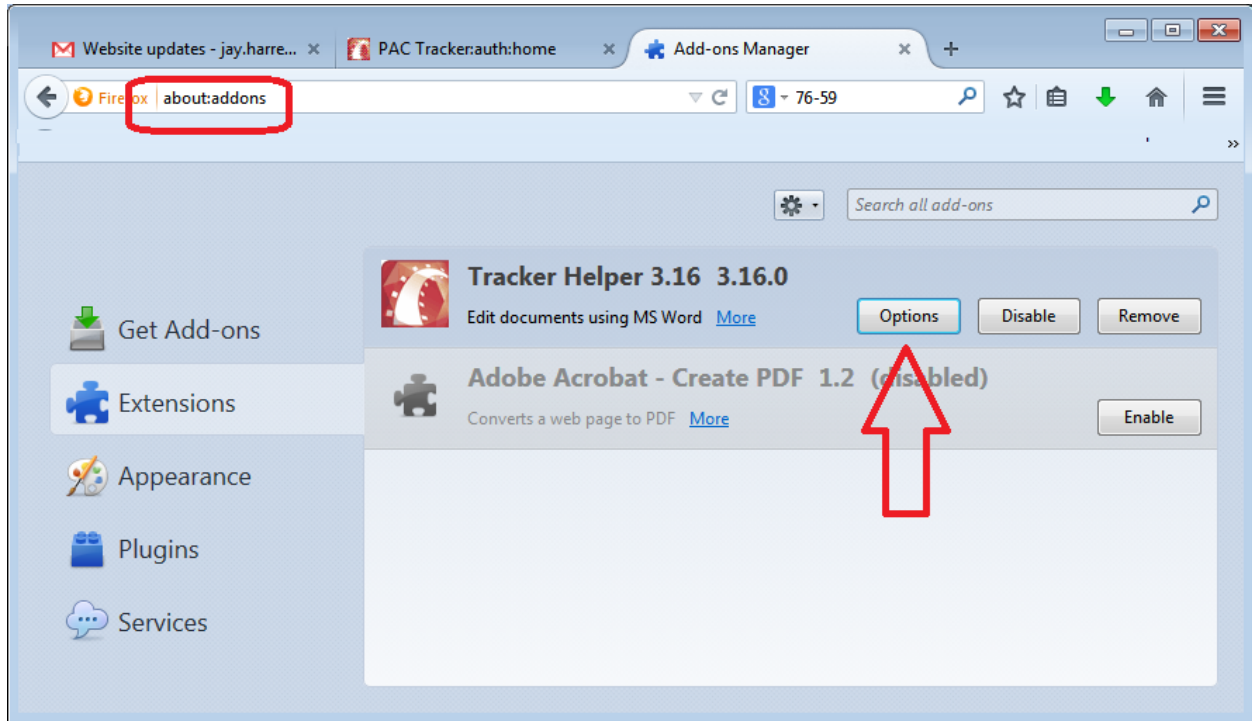 Website updates - jay.harre...
PAC Tracker:auth:home
Add-ons Manager
Firefox about:addons
76-59
Search all add-ons
Tracker Helper 3.16 3.16.0
Edit documents using MS Word More
Options
Disable
Remove
Get Add-ons
Adobe Acrobat - Create PDF 1.2 (disabled)
Converts a web page to PDF More
Enable
Extensions
Appearance
Plugins
Services